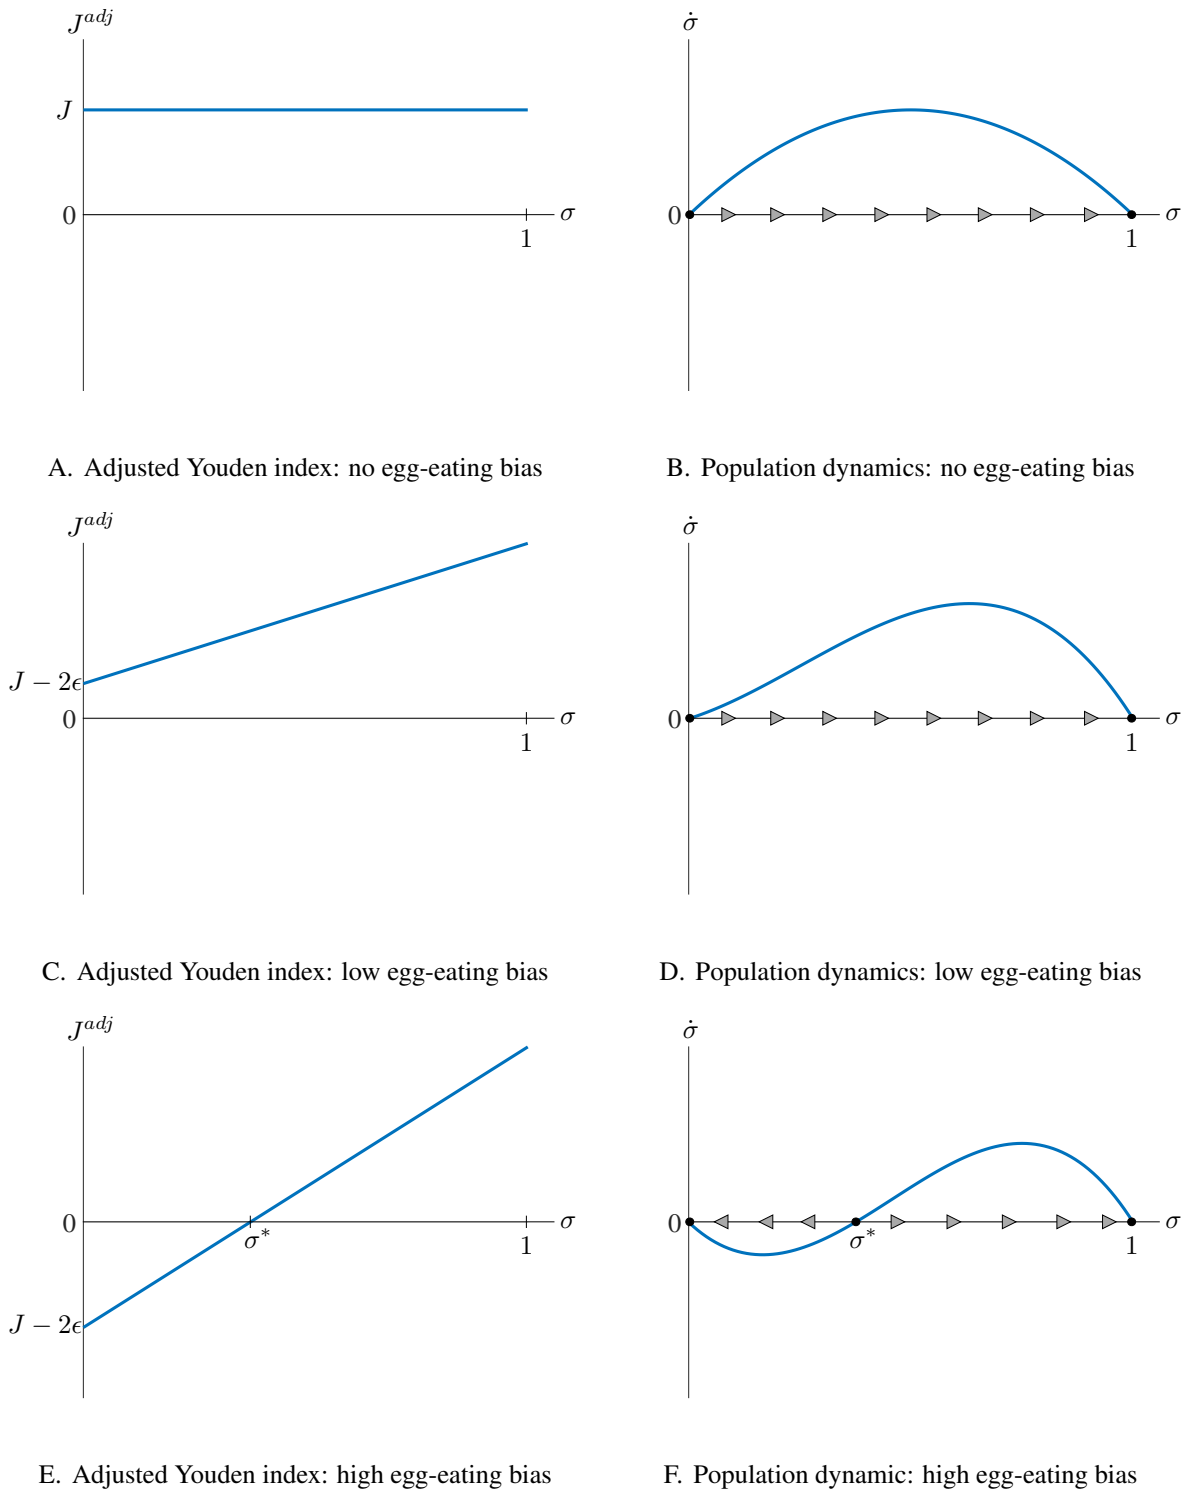 J^{adj}
σ̇
J
0
σ
0
σ
1
1
A. Adjusted Youden index: no egg-eating bias
B. Population dynamics: no egg-eating bias
J^{adj}
σ̇
J − 2ϵ
0
σ
0
σ
1
1
C. Adjusted Youden index: low egg-eating bias
D. Population dynamics: low egg-eating bias
J^{adj}
σ̇
0
σ
0
σ
σ*
1
σ*
1
J − 2ϵ
E. Adjusted Youden index: high egg-eating bias
F. Population dynamic: high egg-eating bias